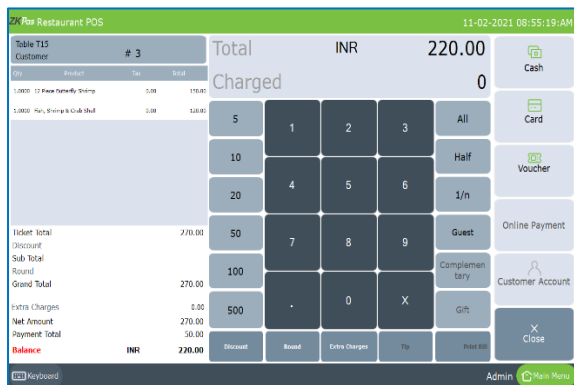 ZKPos Restaurant POS 11-02-2021 08:55:19AM
Table T15
Customer # 3
Qty Product Tax Total
1.0000 12 Piece Butterfly Shrimp 0.00 150.00
1.0000 Fish, Shrimp & Crab Shell 0.00 120.00
Ticket Total 270.00
Discount
Sub Total
Round
Grand Total 270.00
Extra Charges 0.00
Net Amount 270.00
Payment Total 50.00
Balance INR 220.00
Total INR 220.00
Charged 0
5 1 2 3 All
10 Half
20 4 5 6 1/n
50 7 8 9 Guest
100 Complemen
tary
500 . 0 X Gift
Discount Round Extra Charges Tip Print Bill
Cash
Card
Voucher
Online Payment
Customer Account
X
Close
Keyboard Admin Main Menu